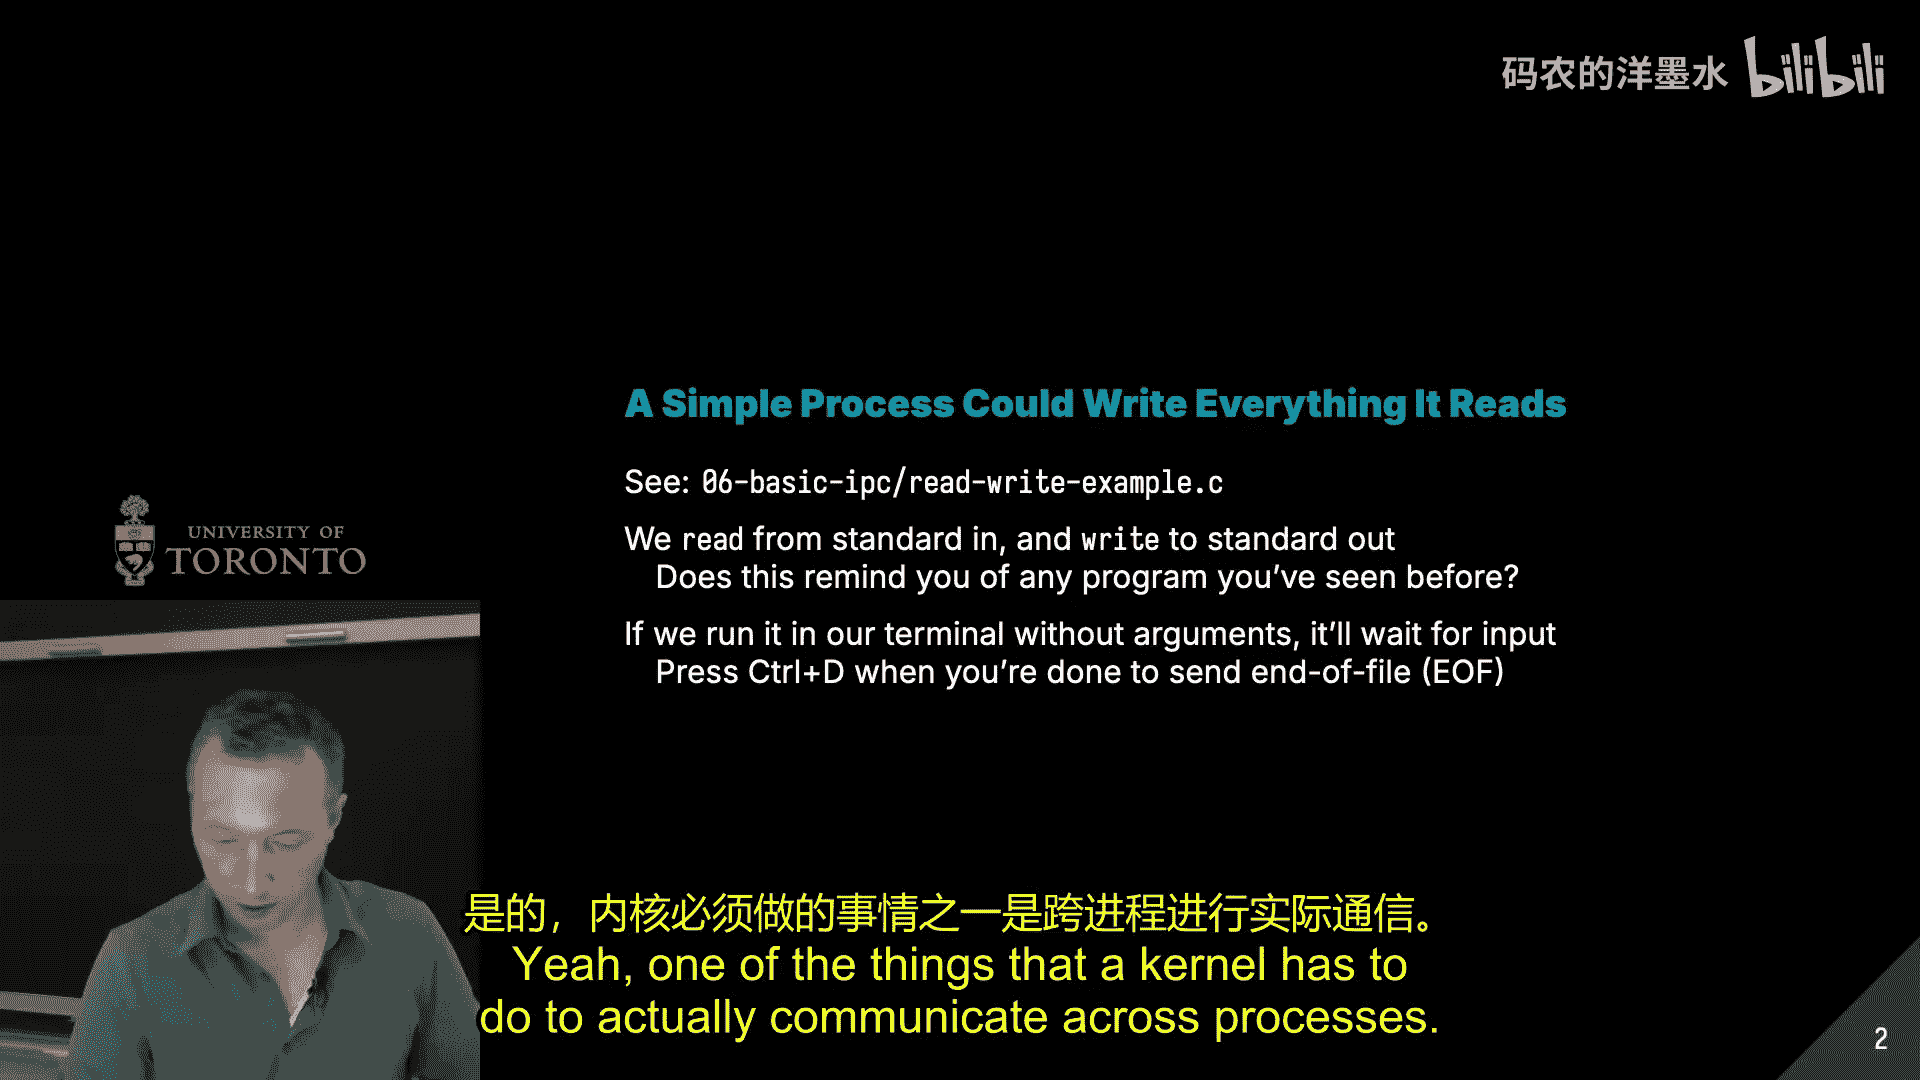 码农的洋墨水 bilibili
A Simple Process Could Write Everything It Reads
See: 06-basic-ipc/read-write-example.c
We read from standard in, and write to standard out
Does this remind you of any program you've seen before?
If we run it in our terminal without arguments, it'll wait for input
Press Ctrl+D when you're done to send end-of-file (EOF)
UNIVERSITY OF
TORONTO
是的，内核必须做的事情之一是跨进程进行实际通信。
Yeah, one of the things that a kernel has to
do to actually communicate across processes.
2